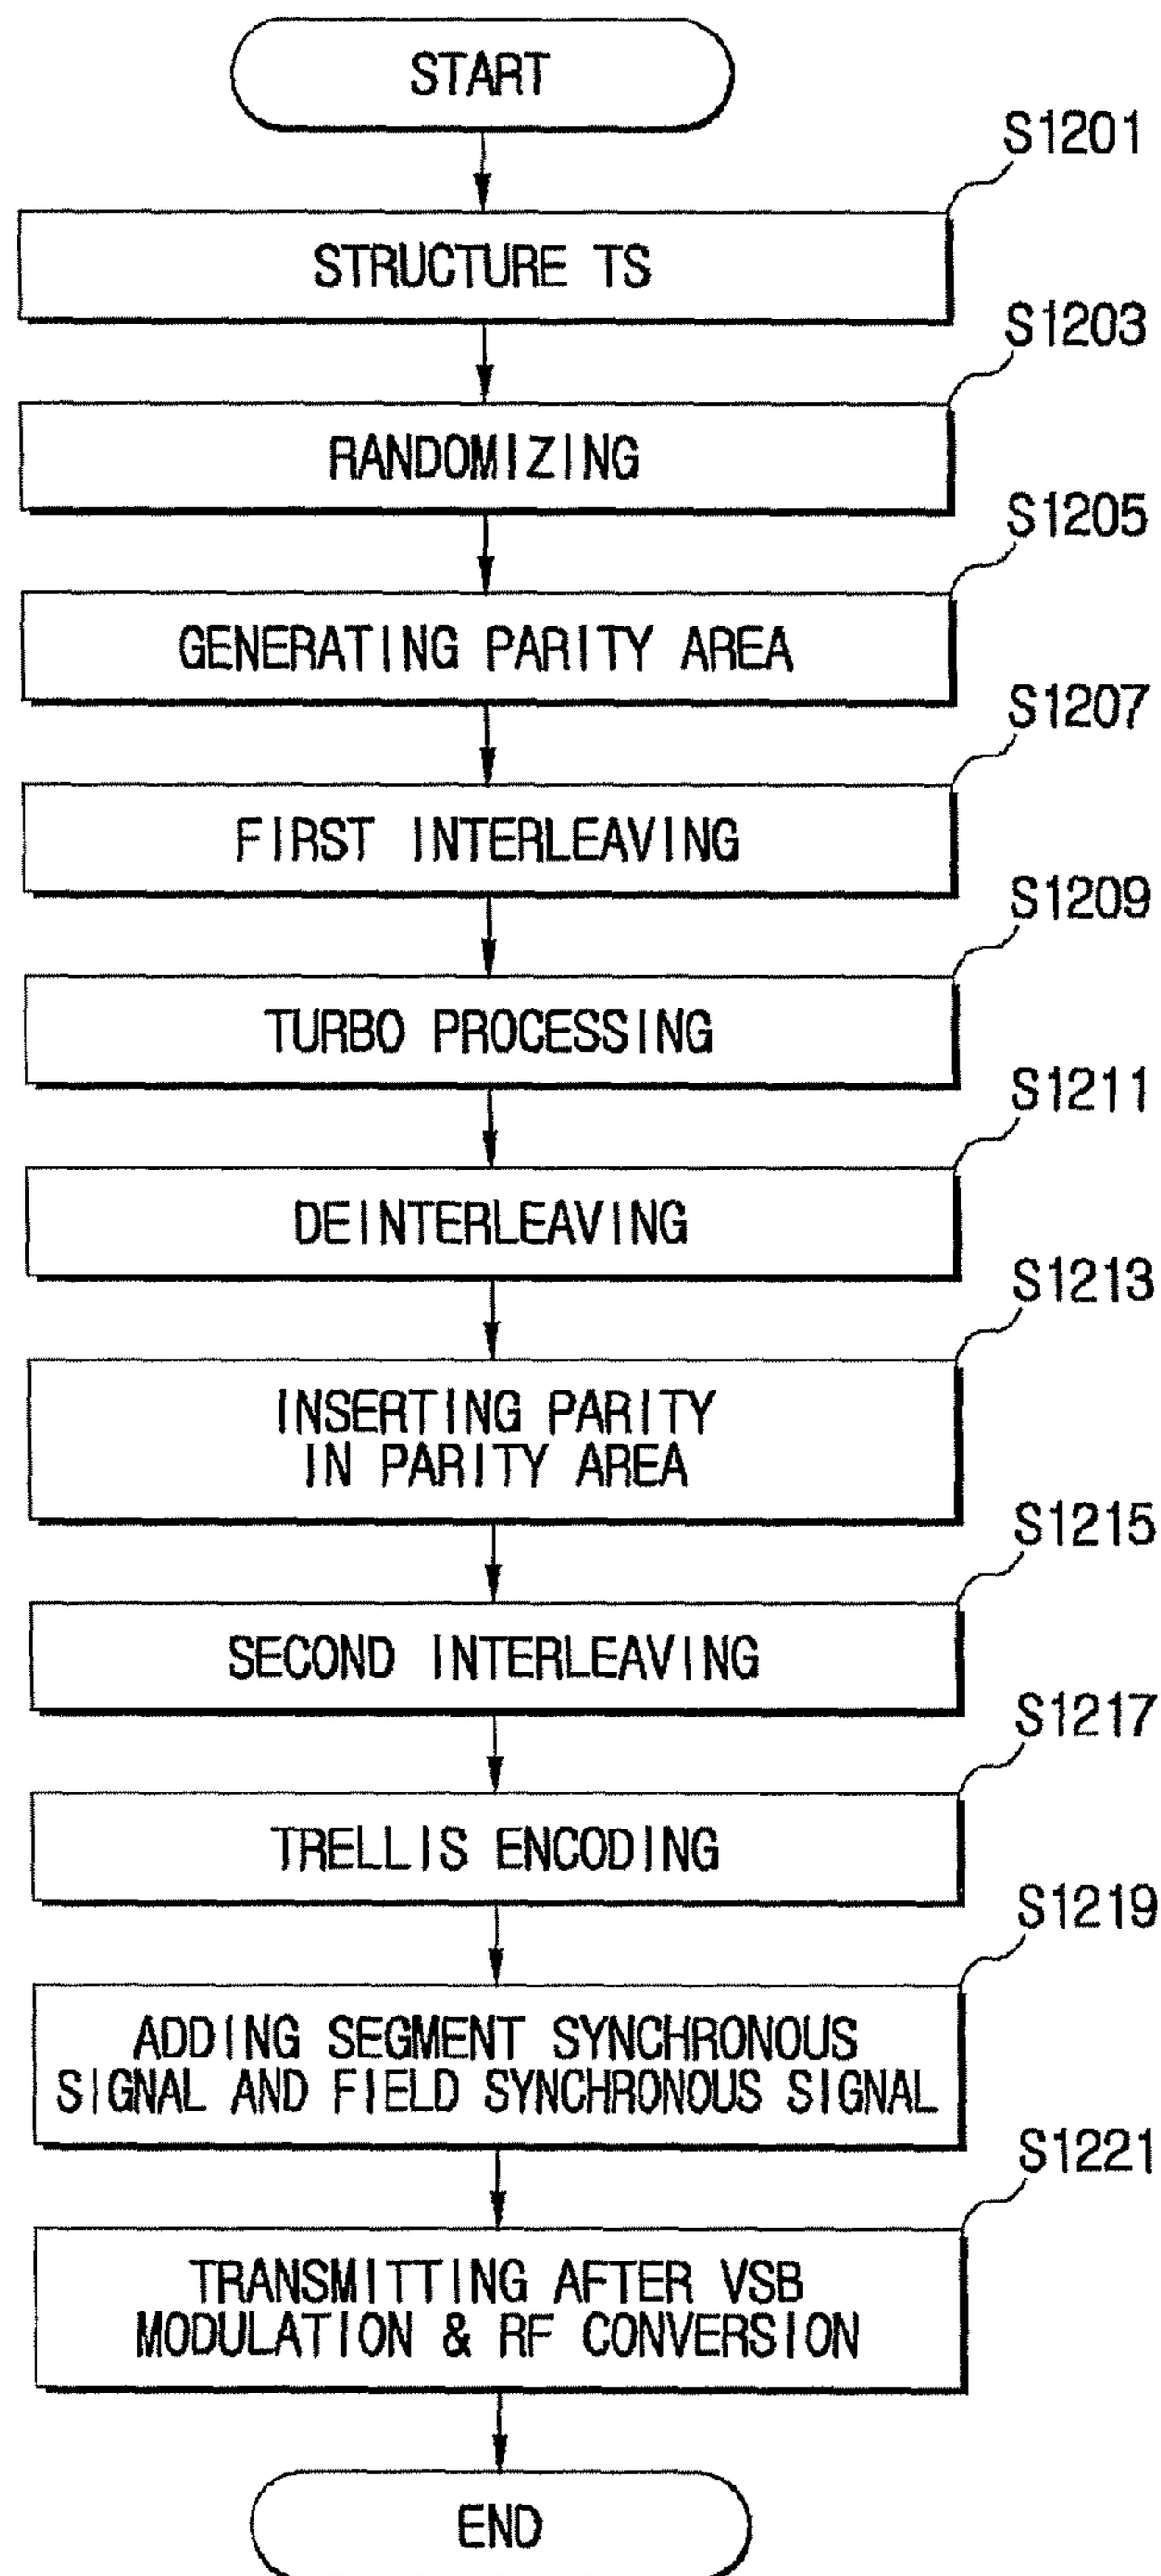 START
S1201
STRUCTURE TS
S1203
RANDOMIZING
S1205
GENERATING PARITY AREA
S1207
FIRST INTERLEAVING
S1209
TURBO PROCESSING
S1211
DEINTERLEAVING
S1213
INSERTING PARITY
IN PARITY AREA
S1215
SECOND INTERLEAVING
S1217
TRELLIS ENCODING
S1219
ADDING SEGMENT SYNCHRONOUS
SIGNAL AND FIELD SYNCHRONOUS SIGNAL
S1221
TRANSMITTING AFTER VSB
MODULATION & RF CONVERSION
END